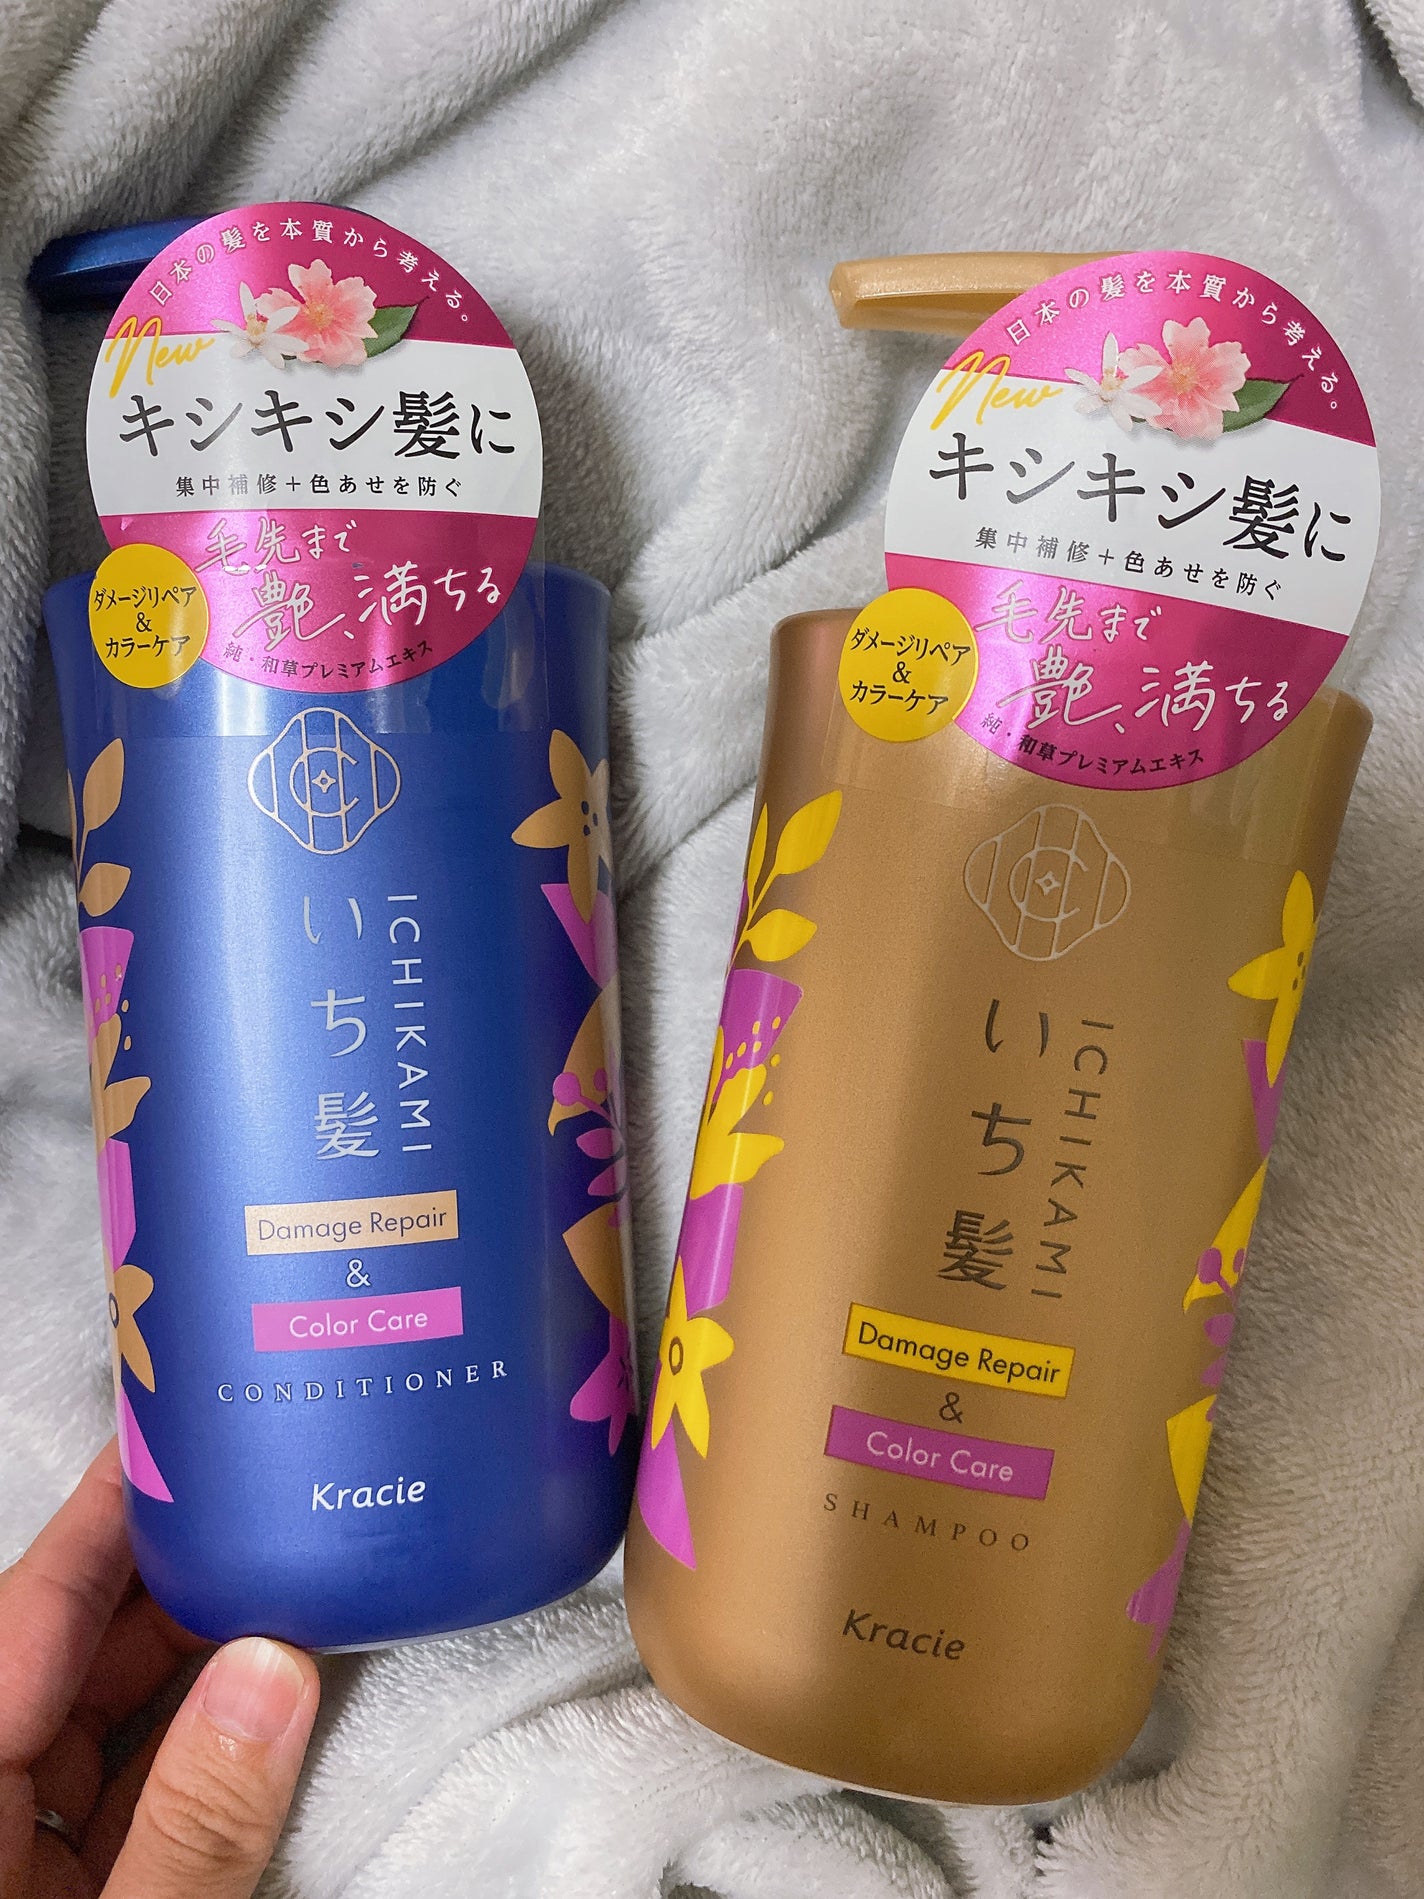 日本の髪を本質から考える。
New
キシキシ髪に
集中補修+色あせを防ぐ
毛先まで
艶、満ちる
純・和草プレミアムエキス
ダメージリペア
&
カラーケア
いち髪
ICHIKAMI
Damage Repair
&
Color Care
CONDITIONER
Kracie
日本の髪を本質から考える。
New
キシキシ髪に
集中補修+色あせを防ぐ
毛先まで
艶、満ちる
純・和草プレミアムエキス
ダメージリペア
&
カラーケア
いち髪
ICHIKAMI
Damage Repair
&
Color Care
SHAMPOO
Kracie